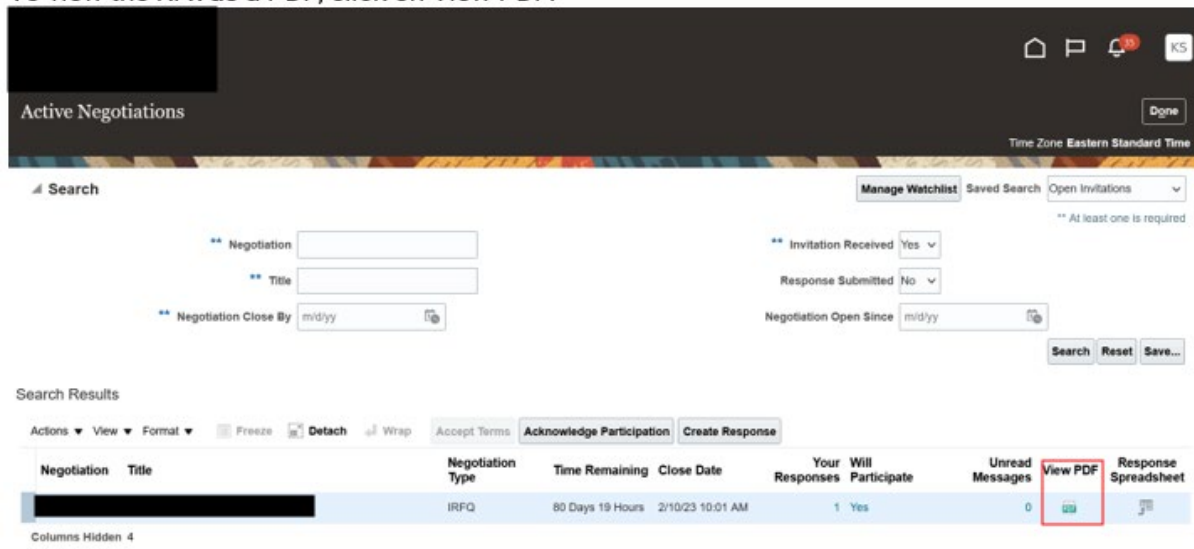 35
KS
Active Negotiations
Done
Time Zone Eastern Standard Time
Search
Manage Watchlist Saved Search Open Invitations
** At least one is required
** Negotiation
** Invitation Received Yes
** Title
Response Submitted No
** Negotiation Close By m/d/yy
Negotiation Open Since m/d/yy
Search Reset Save...
Search Results
Actions View Format Freeze Detach Wrap Accept Terms Acknowledge Participation Create Response
Negotiation Title Negotiation Type Time Remaining Close Date Your Responses Will Participate Unread Messages View PDF Response Spreadsheet
IRFQ 80 Days 19 Hours 2/10/23 10:01 AM 1 Yes 0
Columns Hidden 4